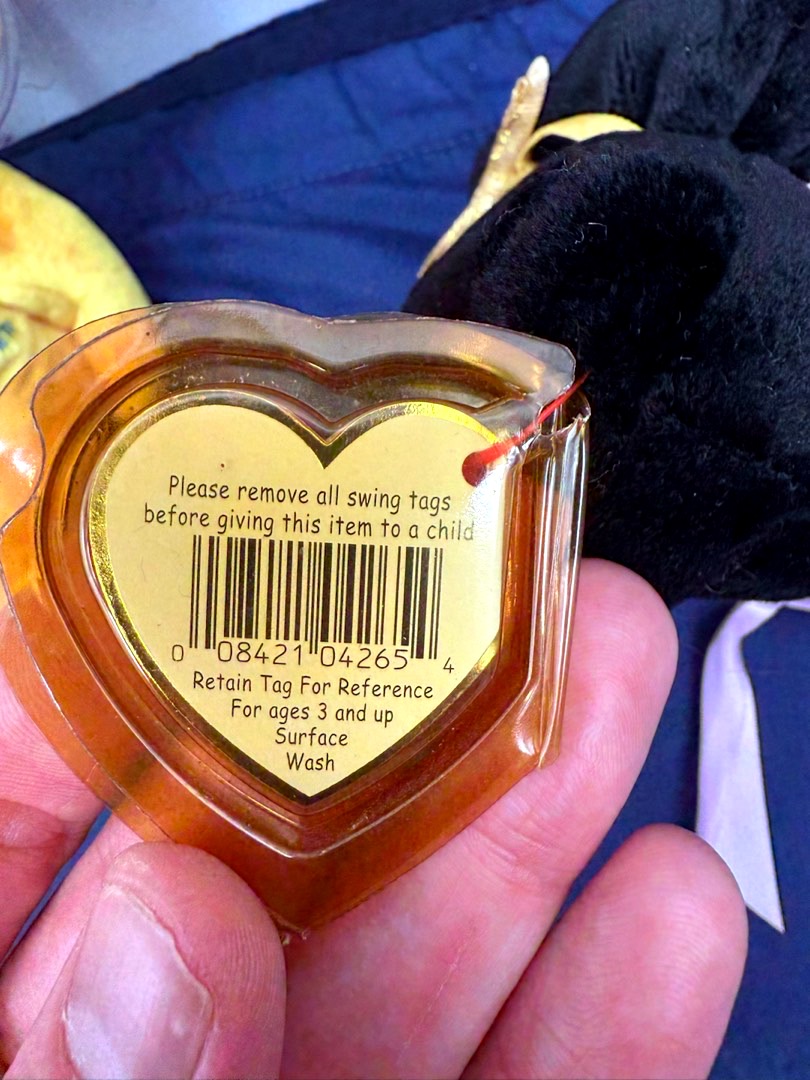 Please remove all swing tags
before giving this item to a child
0 08421 04265 4
Retain Tag For Reference
For ages 3 and up
Surface
Wash